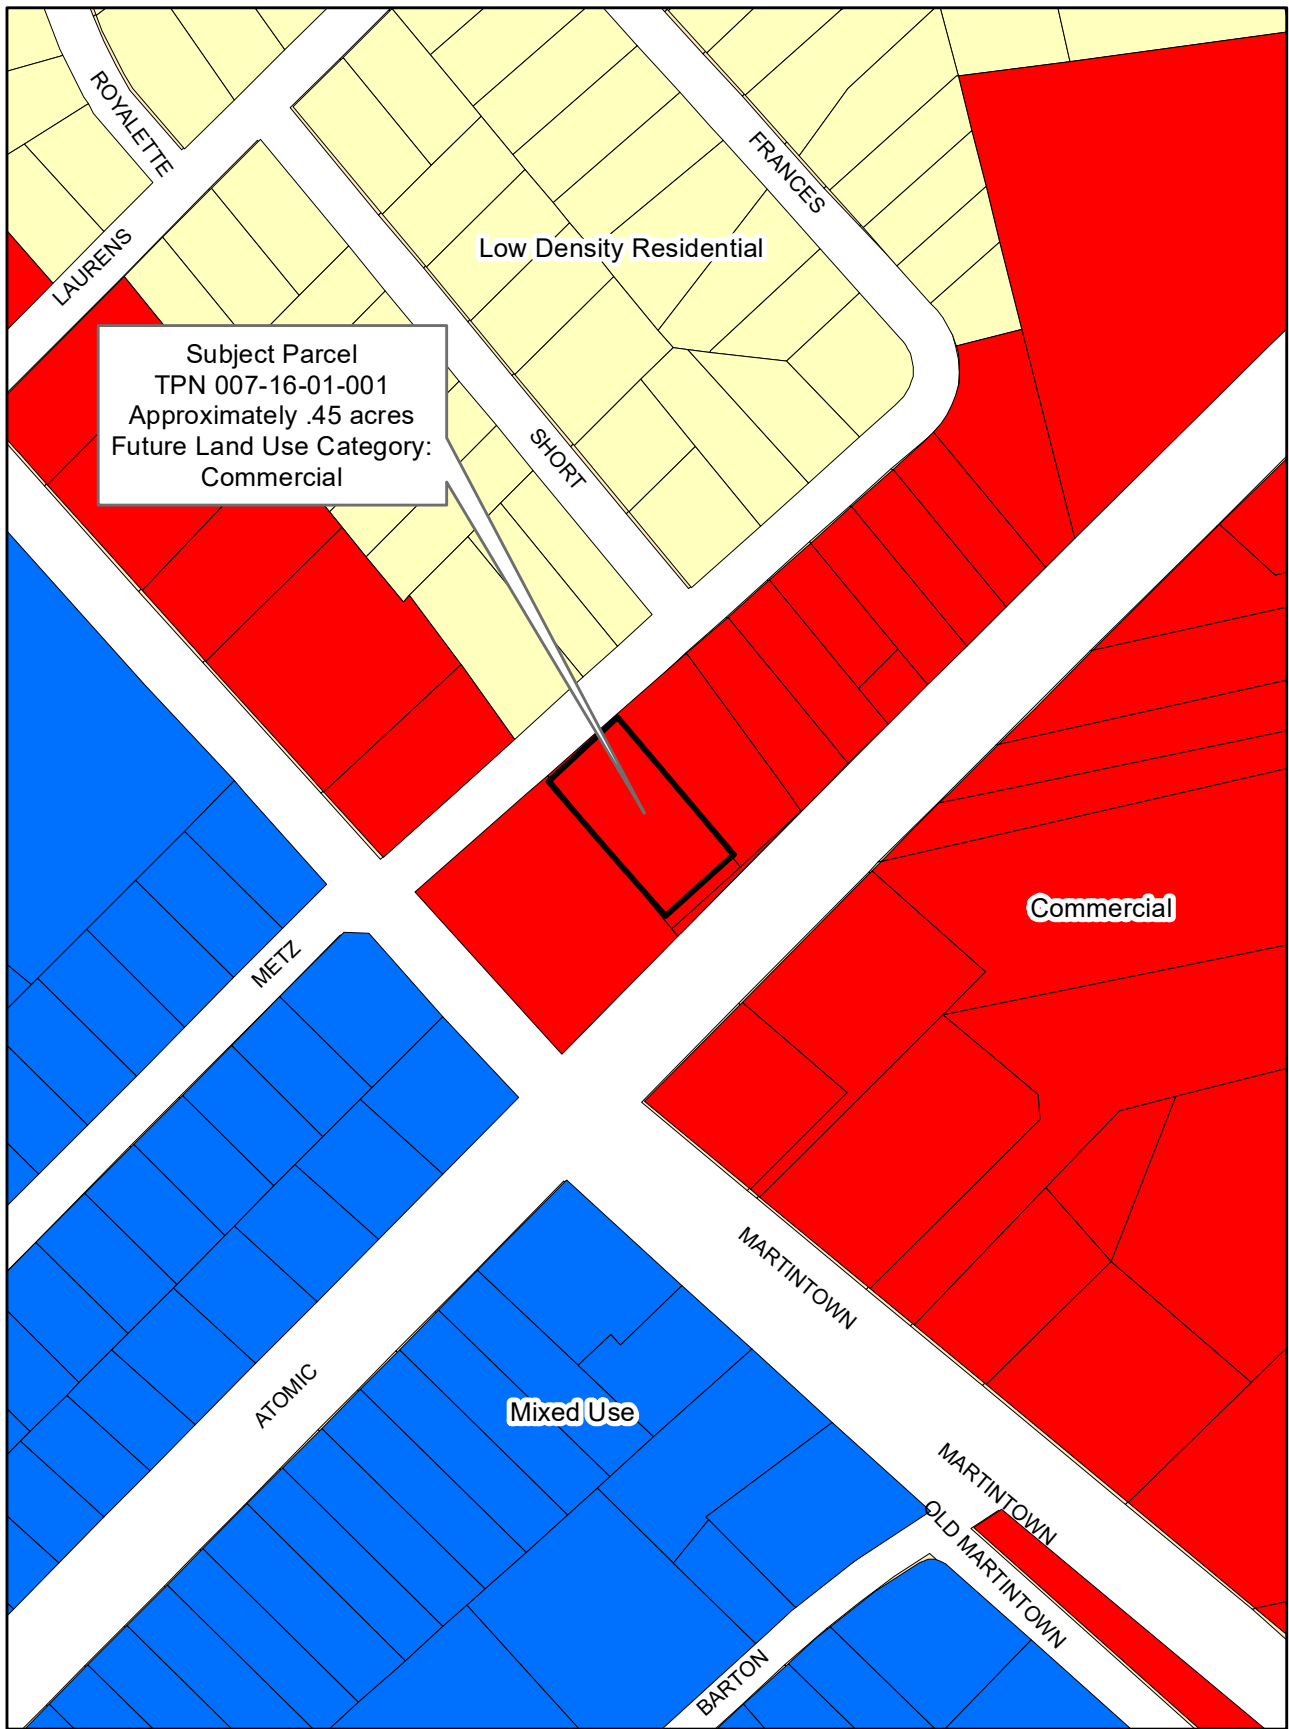 ROYALETTE
FRANCES
LAURENS
Low Density Residential
Subject Parcel
TPN 007-16-01-001
Approximately .45 acres
Future Land Use Category:
Commercial
SHORT
Commercial
METZ
MARTINTOWN
ATOMIC
Mixed Use
MARTINTOWN
OLD MARTINTOWN
BARTON